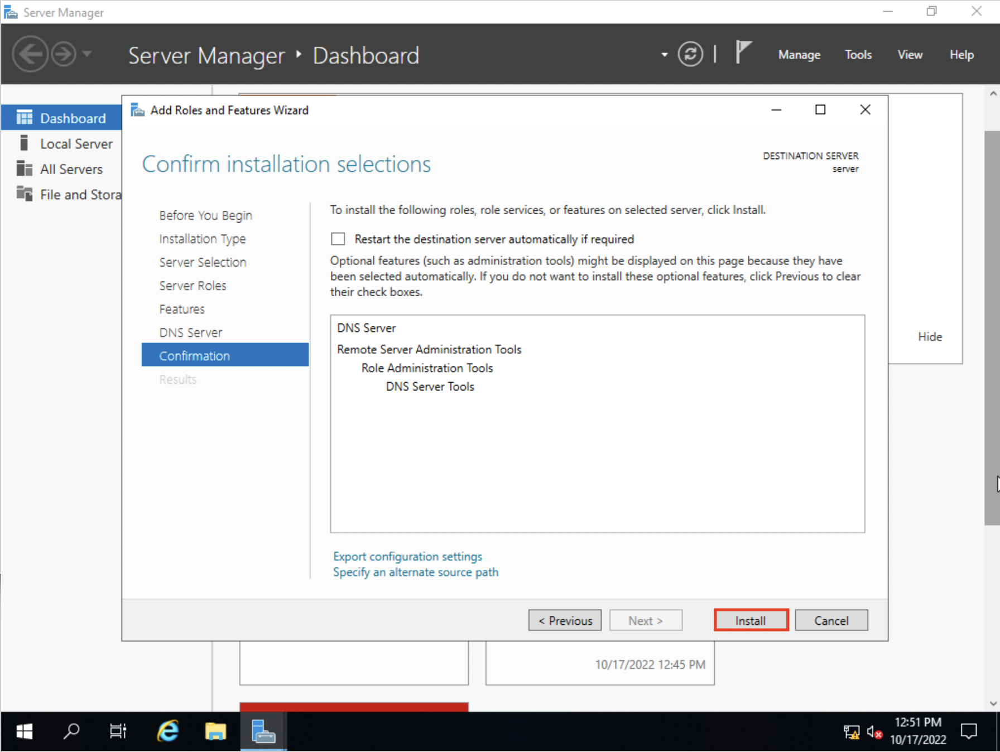 Server Manager
Server Manager ‣ Dashboard
Manage
Tools
View
Help
Dashboard
Local Server
All Servers
File and Stora
Add Roles and Features Wizard
Confirm installation selections
DESTINATION SERVER
server
Before You Begin
Installation Type
Server Selection
Server Roles
Features
DNS Server
Confirmation
Results
To install the following roles, role services, or features on selected server, click Install.
Restart the destination server automatically if required
Optional features (such as administration tools) might be displayed on this page because they have
been selected automatically. If you do not want to install these optional features, click Previous to clear
their check boxes.
DNS Server
Remote Server Administration Tools
Role Administration Tools
DNS Server Tools
Export configuration settings
Specify an alternate source path
< Previous
Next >
Install
Cancel
Hide
10/17/2022 12:45 PM
12:51 PM
10/17/2022